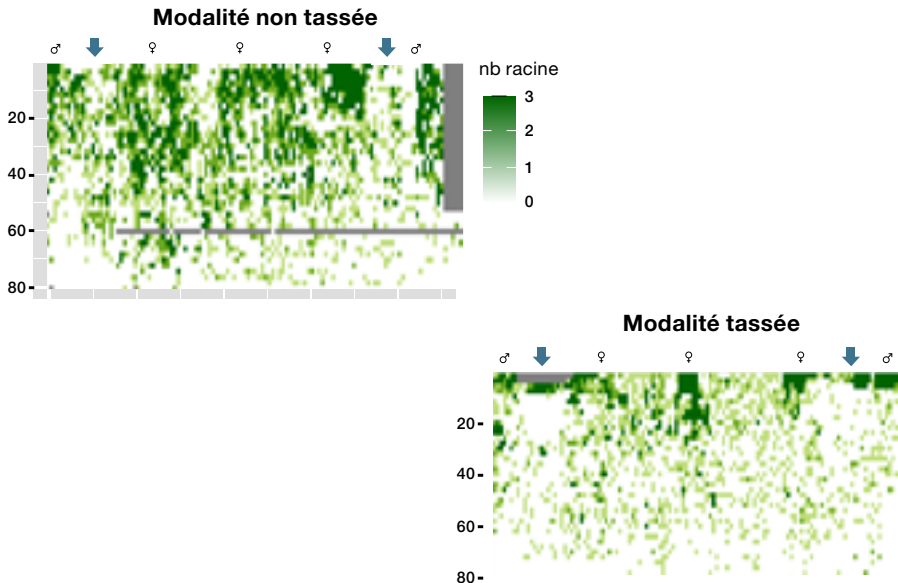 Modalité non tassée
♂ ♀ ♀ ♀ ♂
nb racine
3
2
1
0
20
40
60
80
Modalité tassée
♂ ♀ ♀ ♀ ♂
20
40
60
80